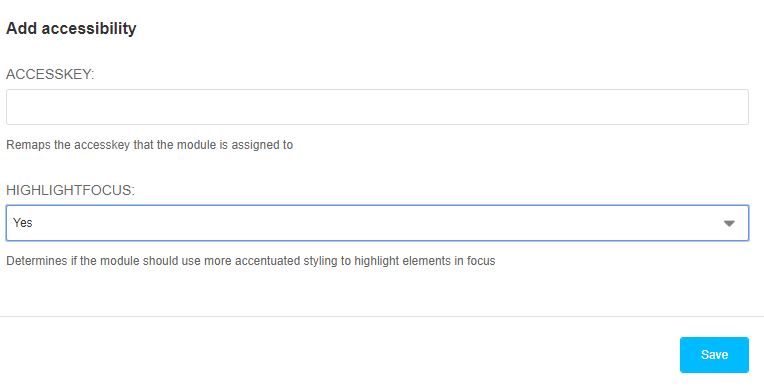 Add accessibility
ACCESSKEY:
Remaps the accesskey that the module is assigned to
HIGHLIGHTFOCUS:
Yes
Determines if the module should use more accentuated styling to highlight elements in focus
Save